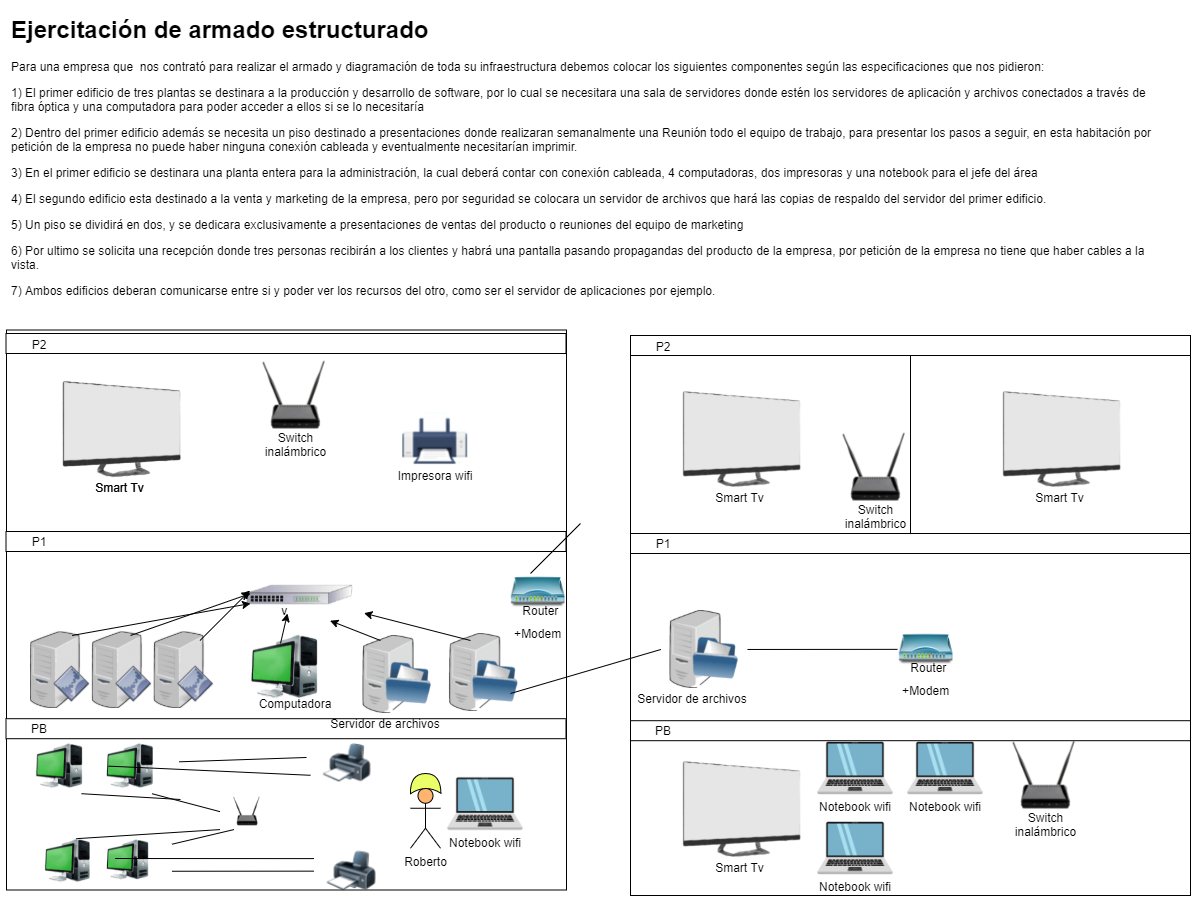 Ejercitación de armado estructurado
Para una empresa que  nos contrató para realizar el armado y diagramación de toda su infraestructura debemos colocar los siguientes componentes según las especificaciones que nos pidieron:
1) El primer edificio de tres plantas se destinara a la producción y desarrollo de software, por lo cual se necesitara una sala de servidores donde estén los servidores de aplicación y archivos conectados a través de
fibra óptica y una computadora para poder acceder a ellos si se lo necesitaría
2) Dentro del primer edificio además se necesita un piso destinado a presentaciones donde realizaran semanalmente una Reunión todo el equipo de trabajo, para presentar los pasos a seguir, en esta habitación por
petición de la empresa no puede haber ninguna conexión cableada y eventualmente necesitarían imprimir.
3) En el primer edificio se destinara una planta entera para la administración, la cual deberá contar con conexión cableada, 4 computadoras, dos impresoras y una notebook para el jefe del área
4) El segundo edificio esta destinado a la venta y marketing de la empresa, pero por seguridad se colocara un servidor de archivos que hará las copias de respaldo del servidor del primer edificio.
5) Un piso se dividirá en dos, y se dedicara exclusivamente a presentaciones de ventas del producto o reuniones del equipo de marketing
6) Por ultimo se solicita una recepción donde tres personas recibirán a los clientes y habrá una pantalla pasando propagandas del producto de la empresa, por petición de la empresa no tiene que haber cables a la
vista.
7) Ambos edificios deberan comunicarse entre si y poder ver los recursos del otro, como ser el servidor de aplicaciones por ejemplo.
P2
Smart Tv
Switch
inalámbrico
Impresora wifi
P1
v
Router
+Modem
Computadora
Servidor de archivos
PB
Roberto
Notebook wifi
P2
Smart Tv
Switch
inalámbrico
Smart Tv
P1
Servidor de archivos
Router
+Modem
PB
Smart Tv
Notebook wifi
Notebook wifi
Notebook wifi
Switch
inalámbrico